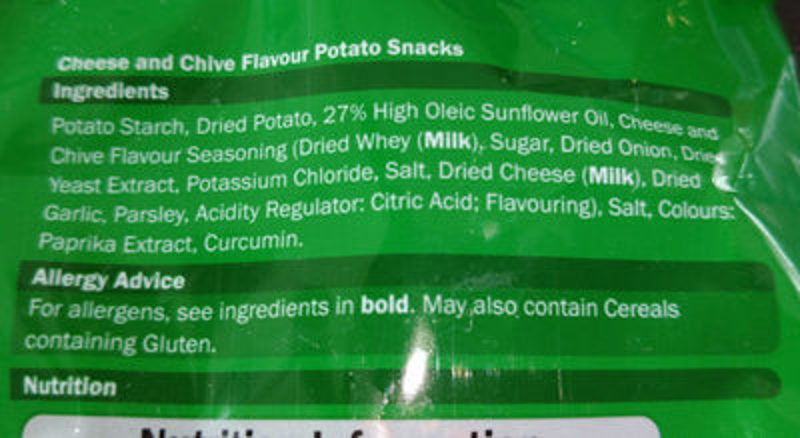 Cheese and Chive Flavour Potato Snacks
Ingredients
Potato Starch, Dried Potato, 27% High Oleic Sunflower Oil, Cheese and
Chive Flavour Seasoning (Dried Whey (Milk), Sugar, Dried Onion, Dried
Yeast Extract, Potassium Chloride, Salt, Dried Cheese (Milk), Dried
Garlic, Parsley, Acidity Regulator: Citric Acid; Flavouring), Salt, Colours:
Paprika Extract, Curcumin.
Allergy Advice
For allergens, see ingredients in bold. May also contain Cereals
containing Gluten.
Nutrition